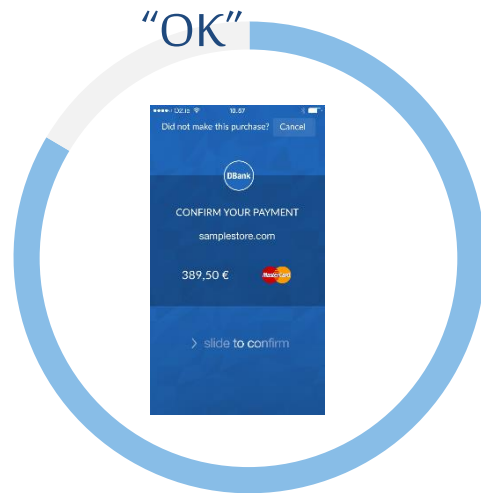 “OK”
18.57
Did not make this purchase? Cancel
DBank
CONFIRM YOUR PAYMENT
samplestore.com
389,50 € MasterCard
> slide to confirm